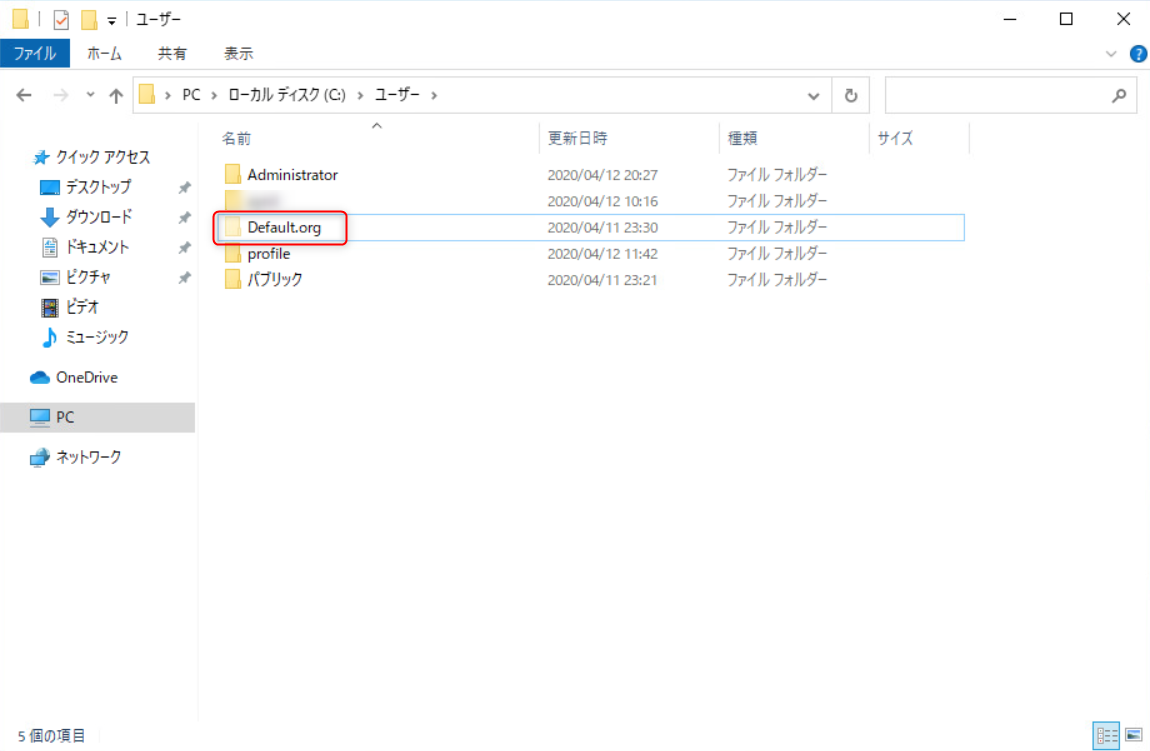 ユーザー
ファイル ホーム 共有 表示
PC ローカル ディスク (C:) ユーザー
名前 更新日時 種類 サイズ
クイック アクセス
デスクトップ
ダウンロード
ドキュメント
ピクチャ
ビデオ
ミュージック
OneDrive
PC
ネットワーク
Administrator 2020/04/12 20:27 ファイル フォルダー
2020/04/12 10:16 ファイル フォルダー
Default.org 2020/04/11 23:30 ファイル フォルダー
profile 2020/04/12 11:42 ファイル フォルダー
パブリック 2020/04/11 23:21 ファイル フォルダー
5 個の項目